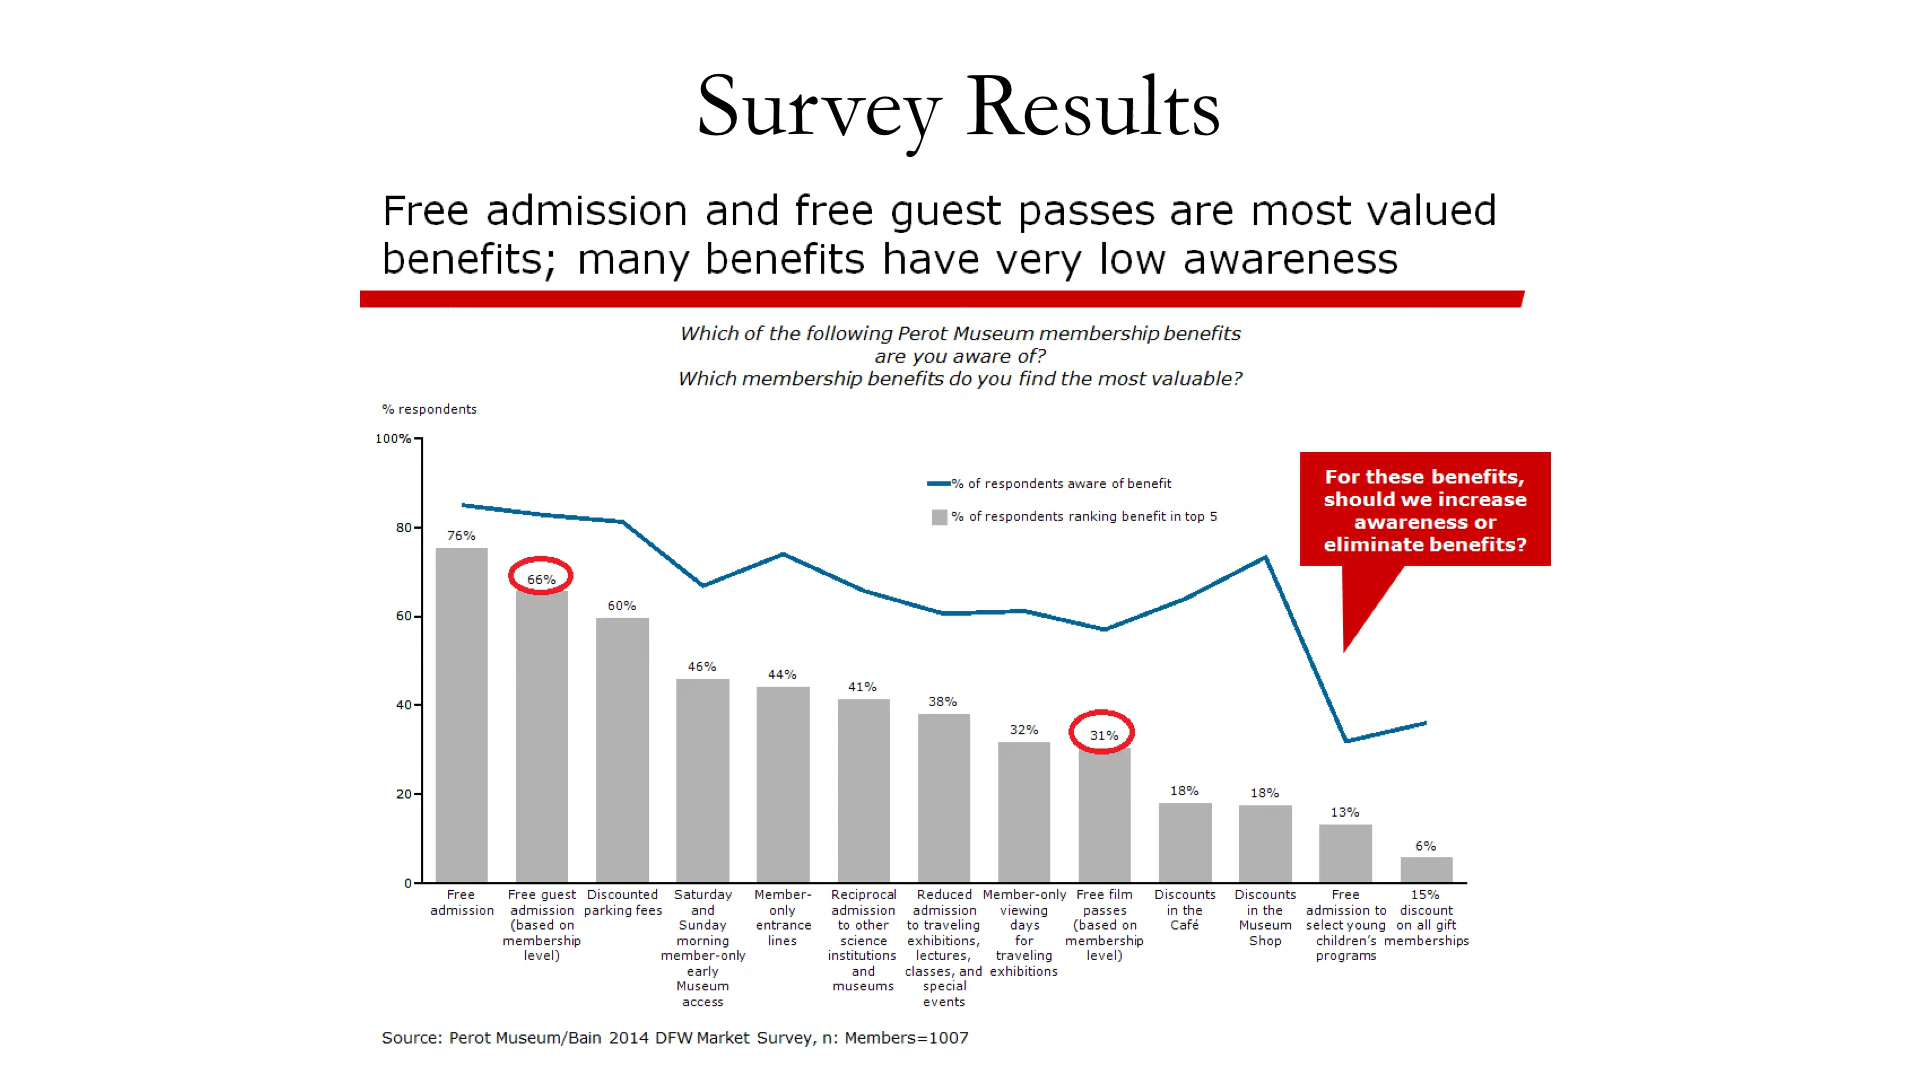 Survey Results
Free admission and free guest passes are most valued
benefits; many benefits have very low awareness
Which of the following Perot Museum membership benefits
are you aware of?
Which membership benefits do you find the most valuable?
% respondents
100%
80
60
40
20
0
% of respondents aware of benefit
% of respondents ranking benefit in top 5
For these benefits,
should we increase
awareness or
eliminate benefits?
76%
66%
60%
46%
44%
41%
38%
32%
31%
18%
18%
13%
6%
Free
admission
Free guest
admission
(based on
membership
level)
Discounted
parking fees
Saturday
and
Sunday
morning
member-only
early
Museum
access
Member-
only
entrance
lines
Reciprocal
admission
to other
science
institutions
and
museums
Reduced
admission
to traveling
exhibitions,
lectures,
classes, and
special
events
Member-only
viewing
days
for
traveling
exhibitions
Free film
passes
(based on
membership
level)
Discounts
in the
Café
Discounts
in the
Museum
Shop
Free
admission to
select young
children's
programs
15%
discount
on all gift
memberships
Source: Perot Museum/Bain 2014 DFW Market Survey, n: Members=1007